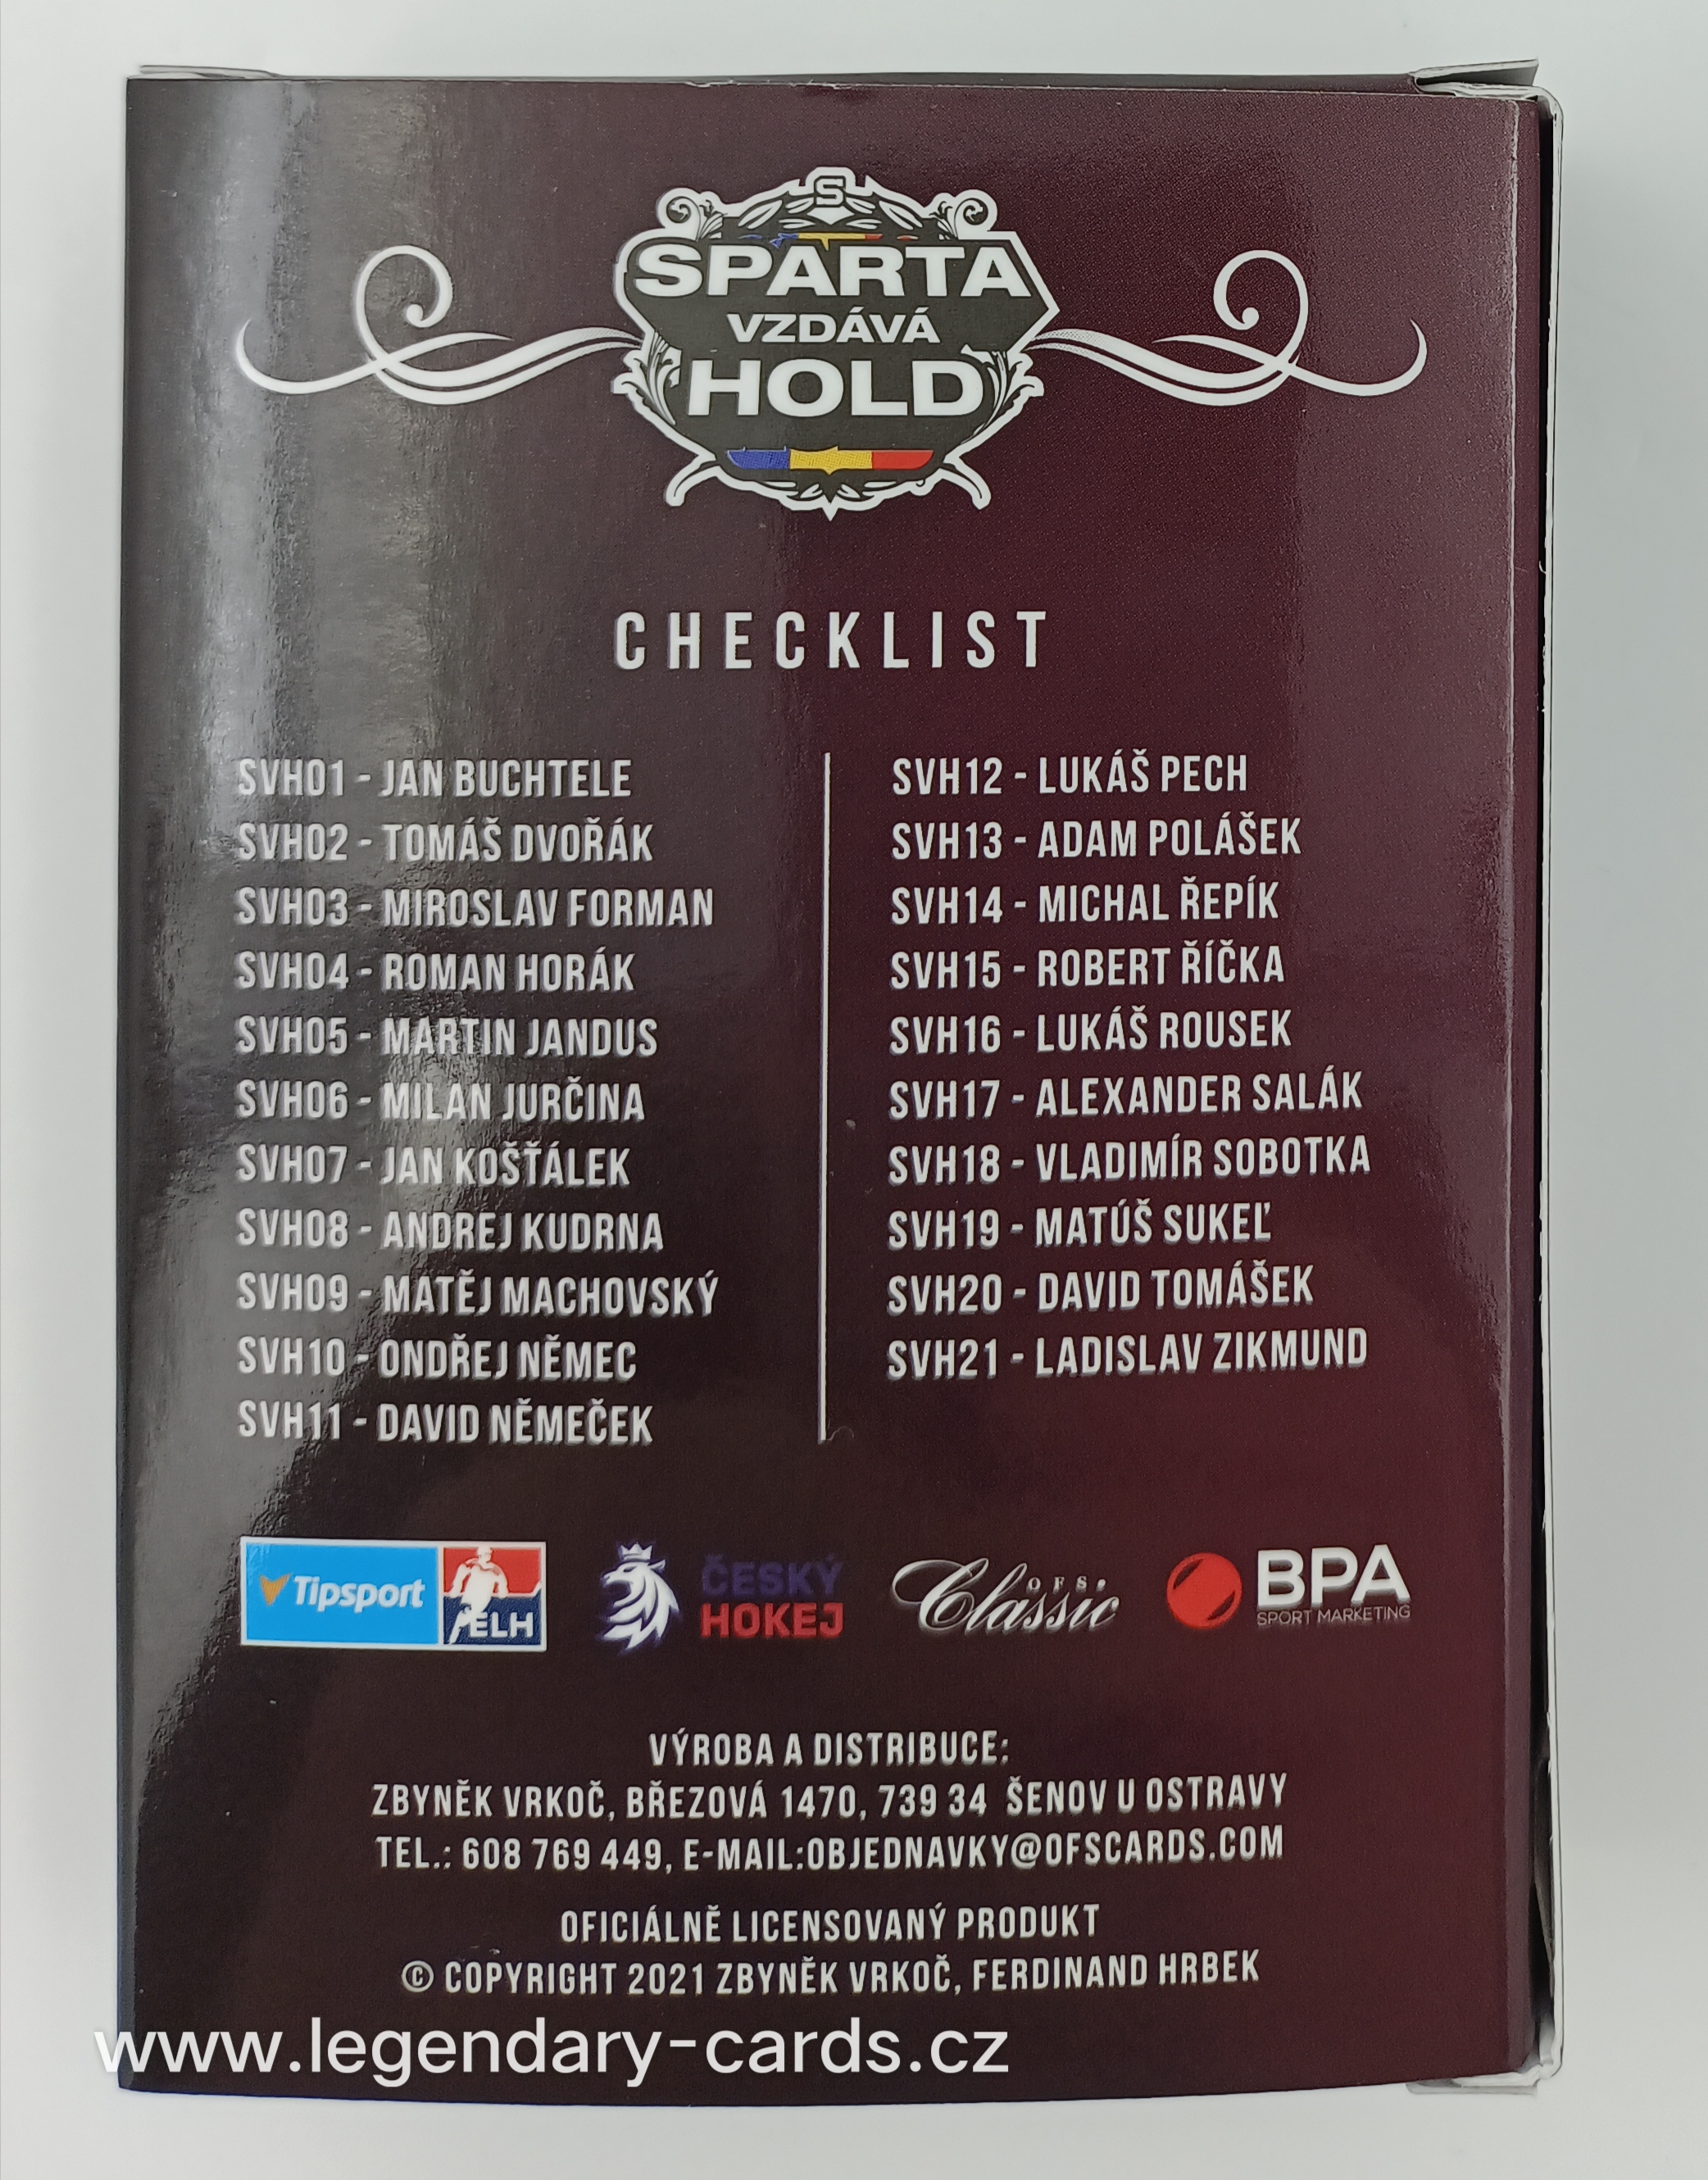 S
SPARTA
VZDÁVÁ
HOLD
CHECKLIST
SVH01 - JAN BUCHTELE
SVH02 - TOMÁŠ DVOŘÁK
SVH03 - MIROSLAV FORMAN
SVH04 - ROMAN HORÁK
SVH05 - MARTIN JANDUS
SVH06 - MILAN JURČINA
SVH07 - JAN KOŠŤÁLEK
SVH08 - ANDREJ KUDRNA
SVH09 - MATĚJ MACHOVSKÝ
SVH10 - ONDŘEJ NĚMEC
SVH11 - DAVID NĚMEČEK
SVH12 - LUKÁŠ PECH
SVH13 - ADAM POLÁŠEK
SVH14 - MICHAL ŘEPÍK
SVH15 - ROBERT ŘÍČKA
SVH16 - LUKÁŠ ROUSEK
SVH17 - ALEXANDER SALÁK
SVH18 - VLADIMÍR SOBOTKA
SVH19 - MATÚŠ SUKEĽ
SVH20 - DAVID TOMÁŠEK
SVH21 - LADISLAV ZIKMUND
Tipsport
ELH
ČESKÝ
HOKEJ
OFS
Classic
BPA
SPORT MARKETING
VÝROBA A DISTRIBUCE:
ZBYNĚK VRKOČ, BŘEZOVÁ 1470, 739 34 ŠENOV U OSTRAVY
TEL.: 608 769 449, E-MAIL:OBJEDNAVKY@OFSCARDS.COM
OFICIÁLNĚ LICENSOVANÝ PRODUKT
© COPYRIGHT 2021 ZBYNĚK VRKOČ, FERDINAND HRBEK
www.legendary-cards.cz